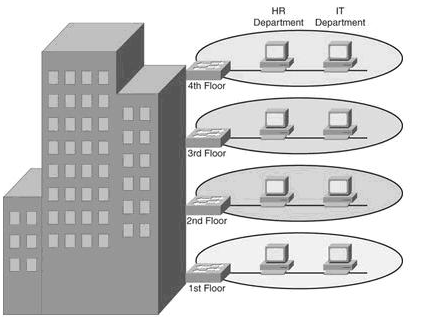 HR
Department
IT
Department
4th Floor
3rd Floor
2nd Floor
1st Floor